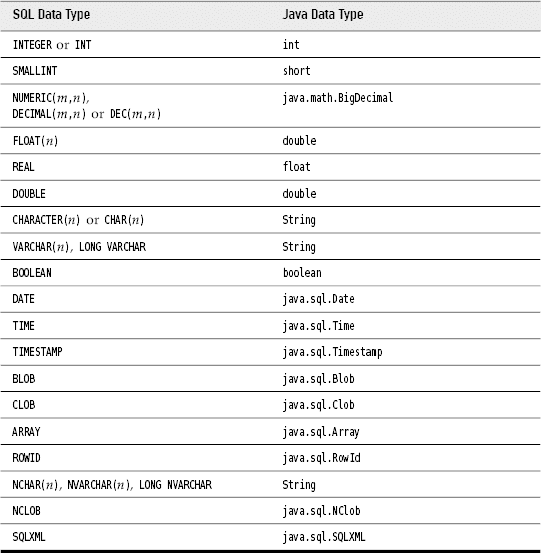 SQL Data Type Java Data Type
INTEGER or INT int
SMALLINT short
NUMERIC(m,n), java.math.BigDecimal
DECIMAL(m,n) or DEC(m,n)
FLOAT(n) double
REAL float
DOUBLE double
CHARACTER(n) or CHAR(n) String
VARCHAR(n), LONG VARCHAR String
BOOLEAN boolean
DATE java.sql.Date
TIME java.sql.Time
TIMESTAMP java.sql.Timestamp
BLOB java.sql.Blob
CLOB java.sql.Clob
ARRAY java.sql.Array
ROWID java.sql.RowId
NCHAR(n), NVARCHAR(n), LONG NVARCHAR String
NCLOB java.sql.NClob
SQLXML java.sql.SQLXML